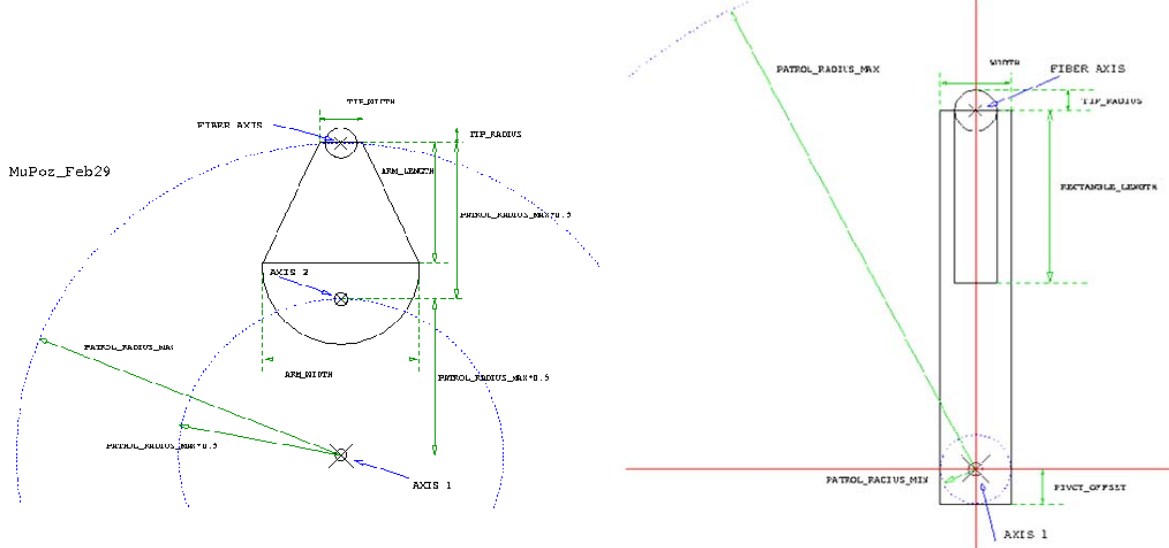 TIP_WIDTH
FIBER AXIS
TIP_RADIUS
MuPoz_Feb29
ARM_LENGTH
PATROL_RADIUS_MAX*0.5
AXIS 2
PATROL_RADIUS_MAX
ARM_WIDTH
PATROL_RADIUS_MAX*0.5
PATROL_RADIUS_MAX*0.5
AXIS 1
WIDTH
PATROL_RADIUS_MAX
FIBER AXIS
TIP_RADIUS
RECTANGLE_LENGTH
PATROL_RADIUS_MIN
PIVOT_OFFSET
AXIS 1